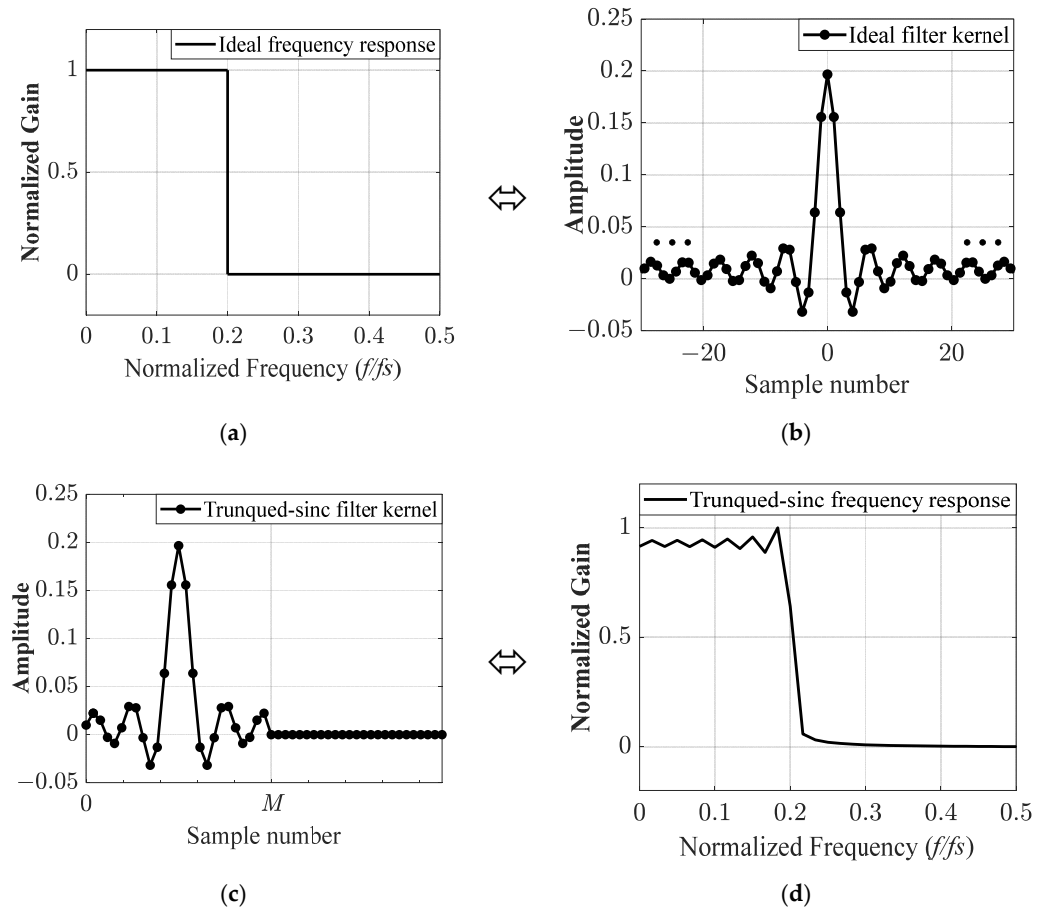 Ideal frequency response
1
0.5
0
Normalized Gain
0 0.1 0.2 0.3 0.4 0.5
Normalized Frequency (f/fs)
(a)
⇔
Ideal filter kernel
0.25
0.2
0.15
0.1
0.05
0
−0.05
Amplitude
−20 0 20
Sample number
(b)
Trunqued-sinc filter kernel
0.25
0.2
0.15
0.1
0.05
0
−0.05
Amplitude
0 M
Sample number
(c)
⇔
Trunqued-sinc frequency response
1
0.5
0
Normalized Gain
0 0.1 0.2 0.3 0.4 0.5
Normalized Frequency (f/fs)
(d)